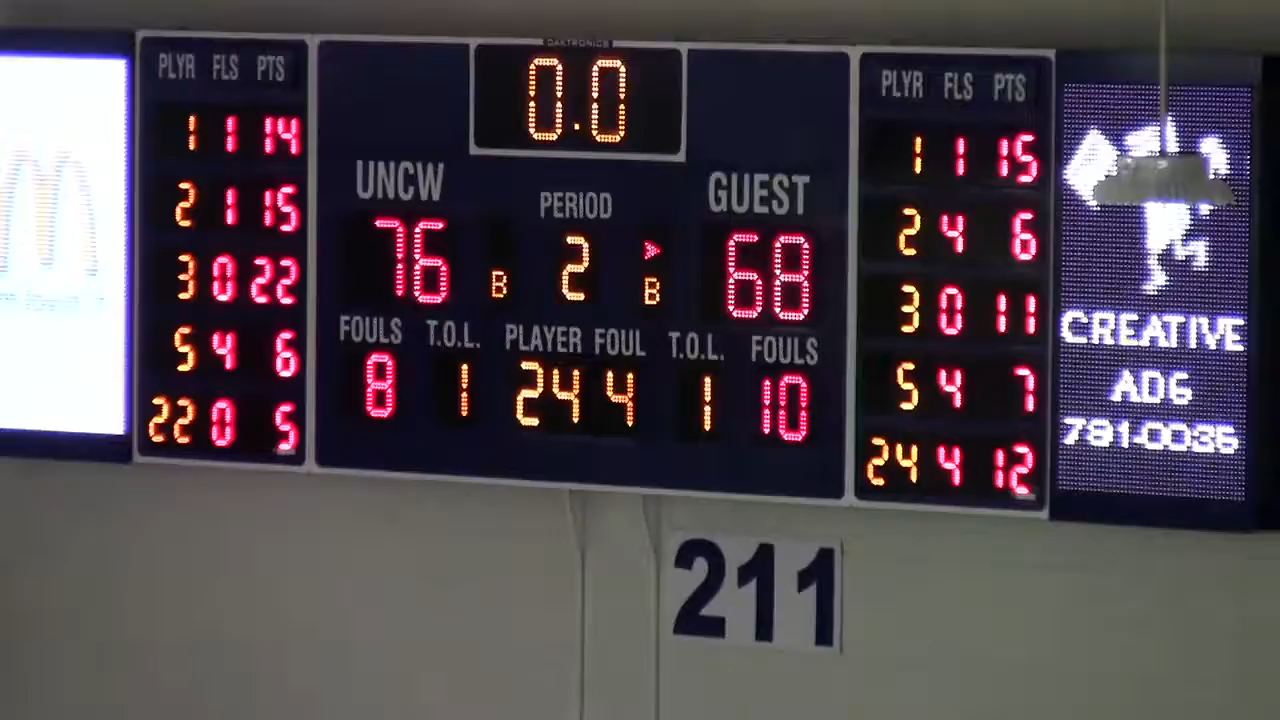 DAKTRONICS
0.0
PLYR FLS PTS
1 1 14
2 1 15
3 0 22
5 4 6
22 0 5
UNCW
76
PERIOD
B 2 B
GUEST
68
FOULS T.O.L. PLAYER FOUL T.O.L. FOULS
8 1 24 4 1 10
PLYR FLS PTS
1 1 15
2 4 6
3 0 11
5 4 7
24 4 12
CREATIVE
ADS
791-0035
211